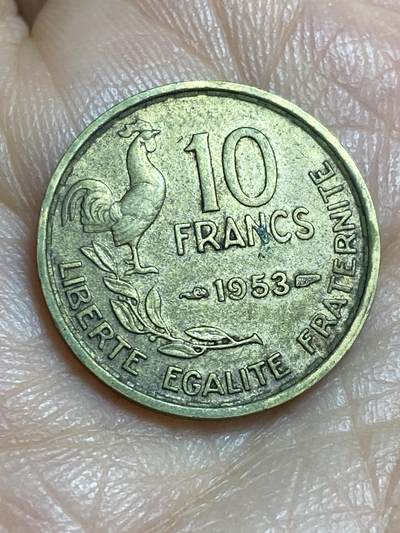 10
FRANCS
1953
LIBERTE EGALITE FRATERNITE